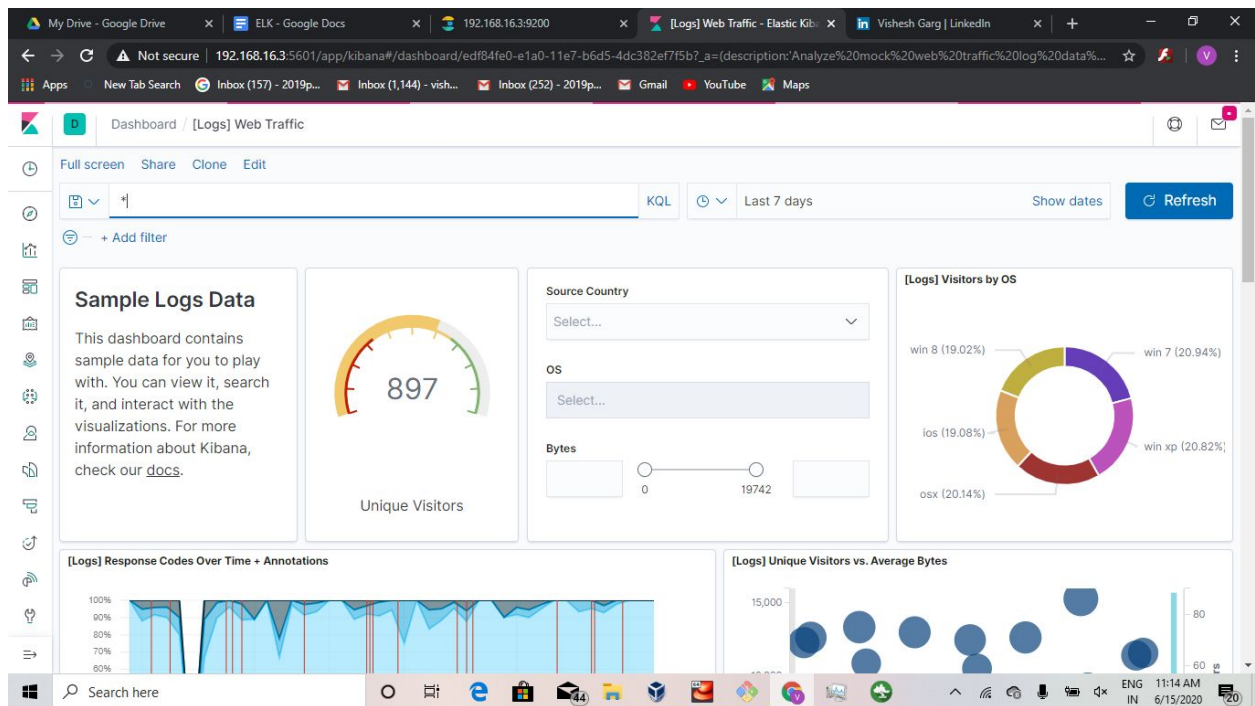 My Drive - Google Drive
ELK - Google Docs
192.168.16.3:9200
[Logs] Web Traffic - Elastic Kib
Vishesh Garg | LinkedIn
Not secure | 192.168.16.3:5601/app/kibana#/dashboard/edf84fe0-e1a0-11e7-b6d5-4dc382ef7f5b?_a=(description:'Analyze%20mock%20web%20traffic%20log%20data%...
V
Apps
New Tab Search
Inbox (157) - 2019p...
Inbox (1,144) - vish...
Inbox (252) - 2019p...
Gmail
YouTube
Maps
D
Dashboard / [Logs] Web Traffic
Full screen Share Clone Edit
*
KQL
Last 7 days
Show dates
Refresh
+ Add filter
Sample Logs Data
This dashboard contains
sample data for you to play
with. You can view it, search
it, and interact with the
visualizations. For more
information about Kibana,
check our docs.
897
Unique Visitors
Source Country
Select...
OS
Select...
Bytes
0
19742
[Logs] Visitors by OS
win 8 (19.02%)
win 7 (20.94%)
ios (19.08%)
win xp (20.82%)
osx (20.14%)
[Logs] Response Codes Over Time + Annotations
100%
90%
80%
70%
60%
[Logs] Unique Visitors vs. Average Bytes
15,000
80
60
Search here
44
64
V
ENG
IN
11:14 AM
6/15/2020
20